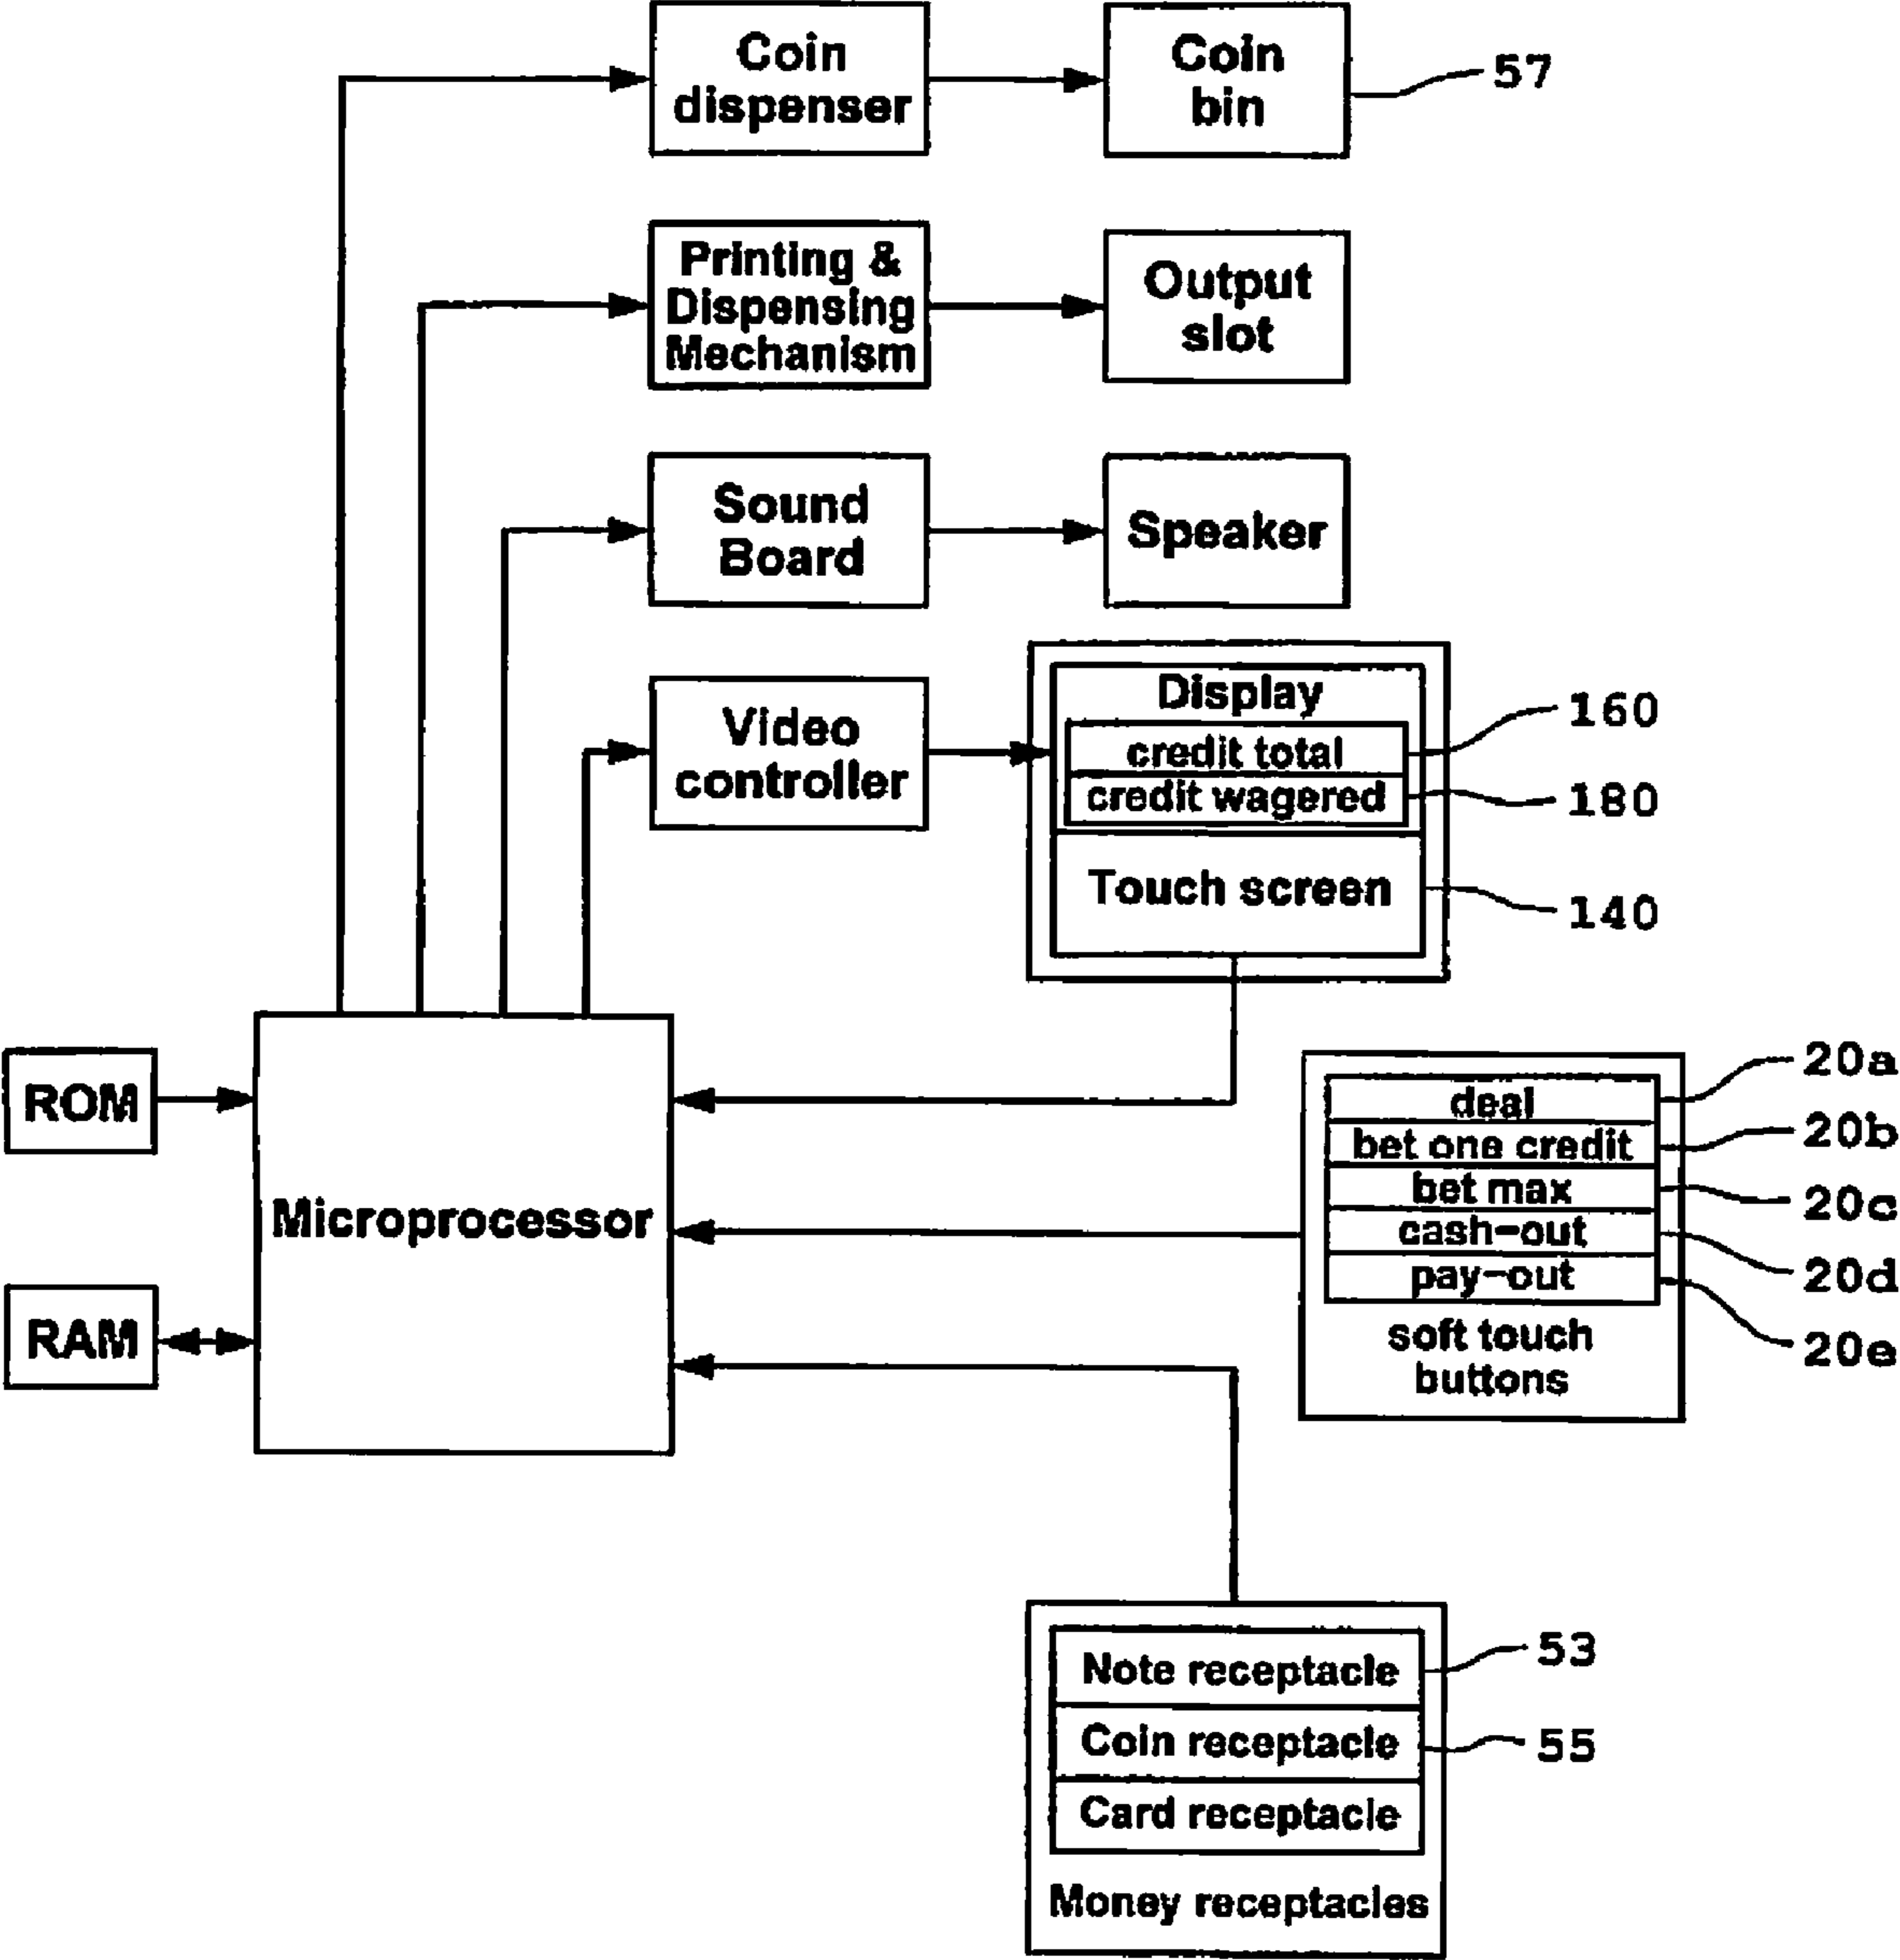 Coin
dispenser
Coin
bin
57
Printing &
Dispensing
Mechanism
Output
slot
Sound
Board
Speaker
Video
controller
Display
credit total
credit wagered
Touch screen
160
180
140
ROM
RAM
Microprocessor
deal
bet one credit
bet max
cash-out
pay-out
soft touch
buttons
20a
20b
20c
20d
20e
Note receptacle
Coin receptacle
Card receptacle
Money receptacles
53
55